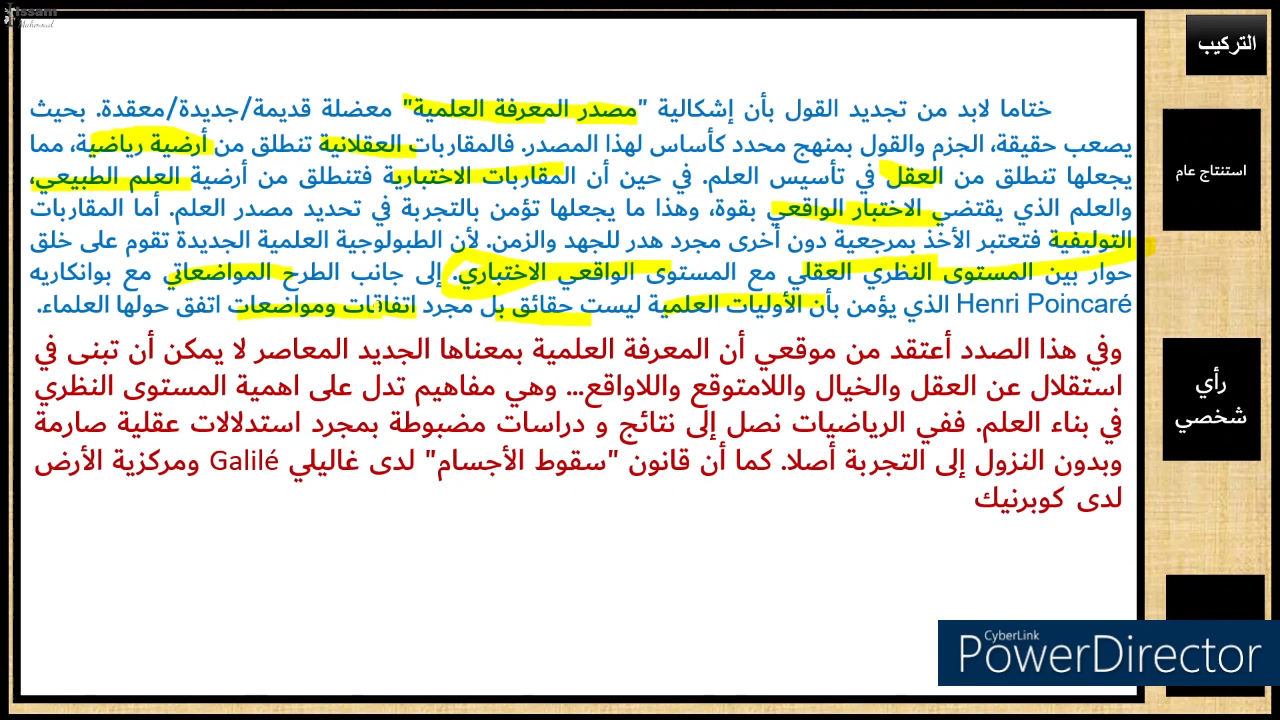 Issam
Mahmoud
التركيب
ختاما لابد من تجديد القول بأن إشكالية "مصدر المعرفة العلمية" معضلة قديمة/جديدة/معقدة. بحيث
يصعب حقيقة، الجزم والقول بمنهج محدد كأساس لهذا المصدر. فالمقاربات العقلانية تنطلق من أرضية رياضية، مما
يجعلها تنطلق من العقل في تأسيس العلم. في حين أن المقاربات الاختبارية فتنطلق من أرضية العلم الطبيعي،
والعلم الذي يقتضي الاختبار الواقعي بقوة، وهذا ما يجعلها تؤمن بالتجربة في تحديد مصدر العلم. أما المقاربات
التوليفية فتعتبر الأخذ بمرجعية دون أخرى مجرد هدر للجهد والزمن. لأن الطبولوجية العلمية الجديدة تقوم على خلق
حوار بين المستوى النظري العقلي مع المستوى الواقعي الاختباري. إلى جانب الطرح المواضعاتي مع بوانكاريه
Henri Poincaré الذي يؤمن بأن الأوليات العلمية ليست حقائق بل مجرد اتفاقات ومواضعات اتفق حولها العلماء.
استنتاج عام
وفي هذا الصدد أعتقد من موقعي أن المعرفة العلمية بمعناها الجديد المعاصر لا يمكن أن تبنى في
استقلال عن العقل والخيال واللامتوقع واللاواقع... وهي مفاهيم تدل على اهمية المستوى النظري
في بناء العلم. ففي الرياضيات نصل إلى نتائج و دراسات مضبوطة بمجرد استدلالات عقلية صارمة
وبدون النزول إلى التجربة أصلا. كما أن قانون "سقوط الأجسام" لدى غاليلي Galilé ومركزية الأرض
لدى كوبرنيك
رأي
شخصي
CyberLink
PowerDirector